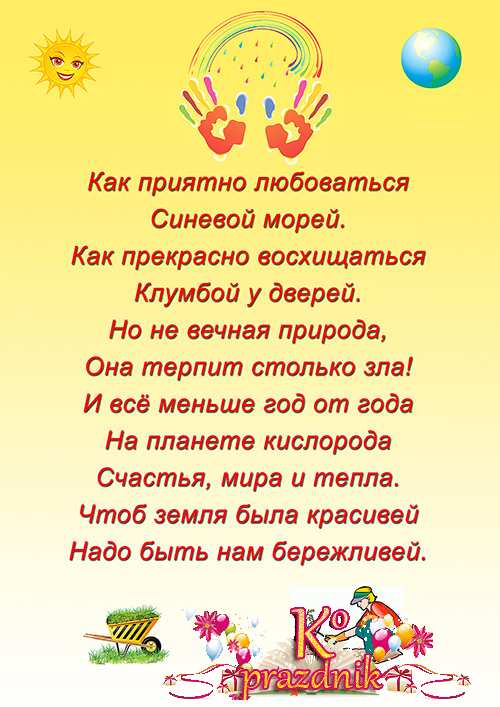 Как приятно любоваться
Синевой морей.
Как прекрасно восхищаться
Клумбой у дверей.
Но не вечная природа,
Она терпит столько зла!
И всё меньше год от года
На планете кислорода
Счастья, мира и тепла.
Чтоб земля была красивей
Надо быть нам бережливей.
Ko
prazdnik